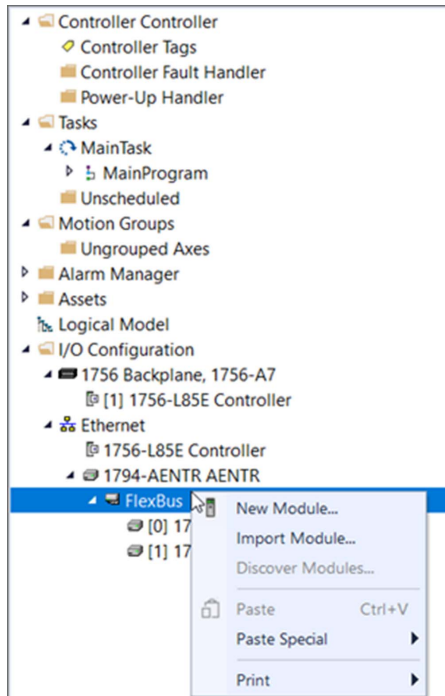 Controller Controller
Controller Tags
Controller Fault Handler
Power-Up Handler
Tasks
MainTask
MainProgram
Unscheduled
Motion Groups
Ungrouped Axes
Alarm Manager
Assets
Logical Model
I/O Configuration
1756 Backplane, 1756-A7
[1] 1756-L85E Controller
Ethernet
1756-L85E Controller
1794-AENTR AENTR
FlexBus
[0] 17
[1] 17
New Module...
Import Module...
Discover Modules...
Paste Ctrl+V
Paste Special
Print